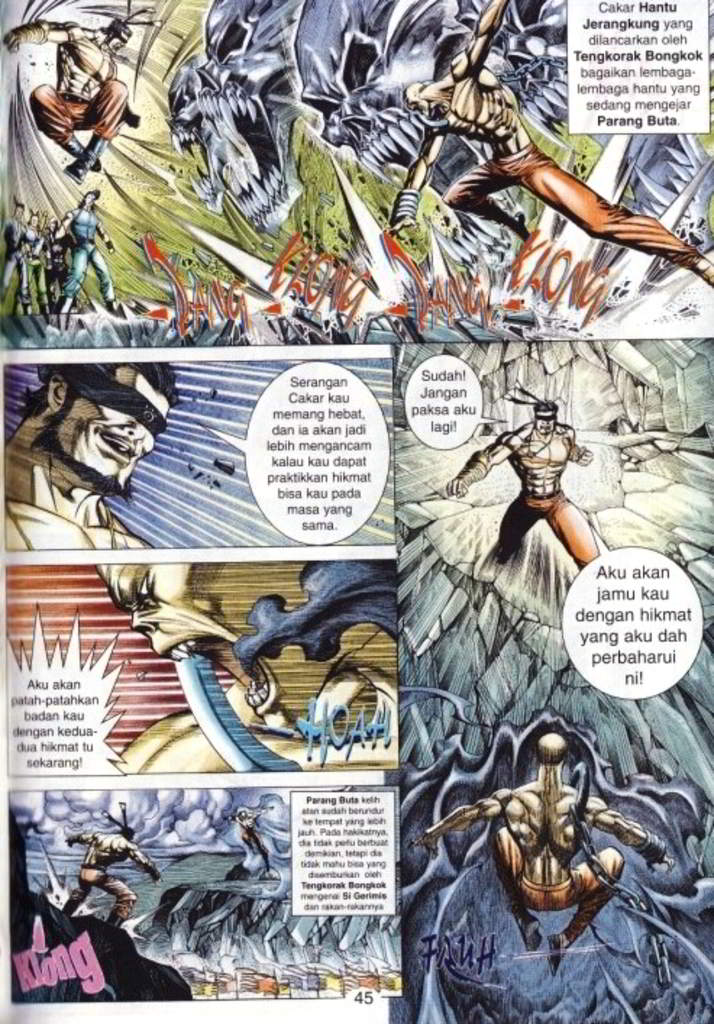 Cakar Hantu
Jerangkung yang
dilancarkan oleh
Tengkorak Bongkok
bagaikan lembaga-
lembaga hantu yang
sedang mengejar
Parang Buta.
DANG
KLONG
DANG
KLONG
Serangan
Cakar kau
memang hebat,
dan ia akan jadi
lebih mengancam
kalau kau dapat
praktikkan hikmat
bisa kau pada
masa yang
sama.
Sudah!
Jangan
paksa aku
lagi!
Aku akan
jamu kau
dengan hikmat
yang aku dah
perbaharui
ni!
Aku akan
patah-patahkan
badan kau
dengan kedua-
dua hikmat tu
sekarang!
HOAH
Parang Buta
atan sudah berundur
ke tempat yang lebih
jauh. Pada hakikatnya,
dia tidak perlu berbuat
demikian, tetapi dia
tidak mahu bisa yang
disemburkan oleh
Tengkorak Bongkok
mengenai Si Gerimis
dan rakan-rakannya
Klong
FAUH
45